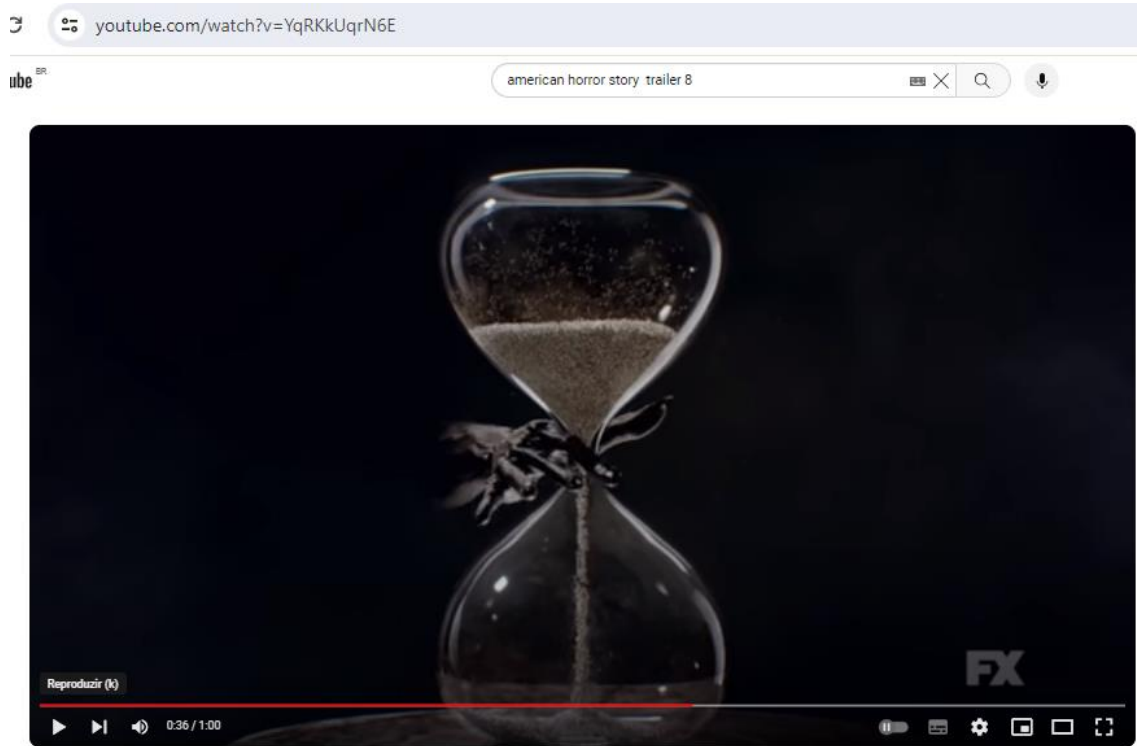 youtube.com/watch?v=YqRKkUqrN6E
ube BR
american horror story trailer 8
FX
Reproduzir (k)
0:36 / 1:00